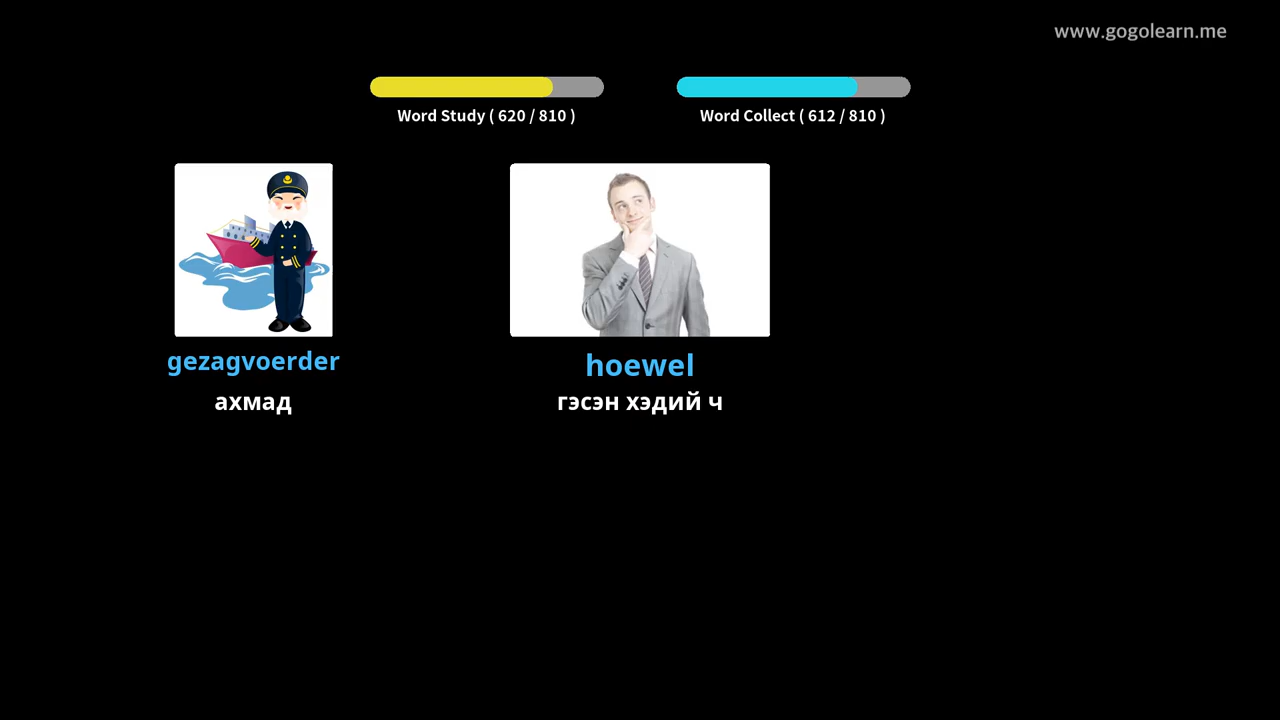 www.gogolearn.me
Word Study ( 620 / 810 )
Word Collect ( 612 / 810 )
gezagvoerder
ахмад
hoewel
гэсэн хэдий ч